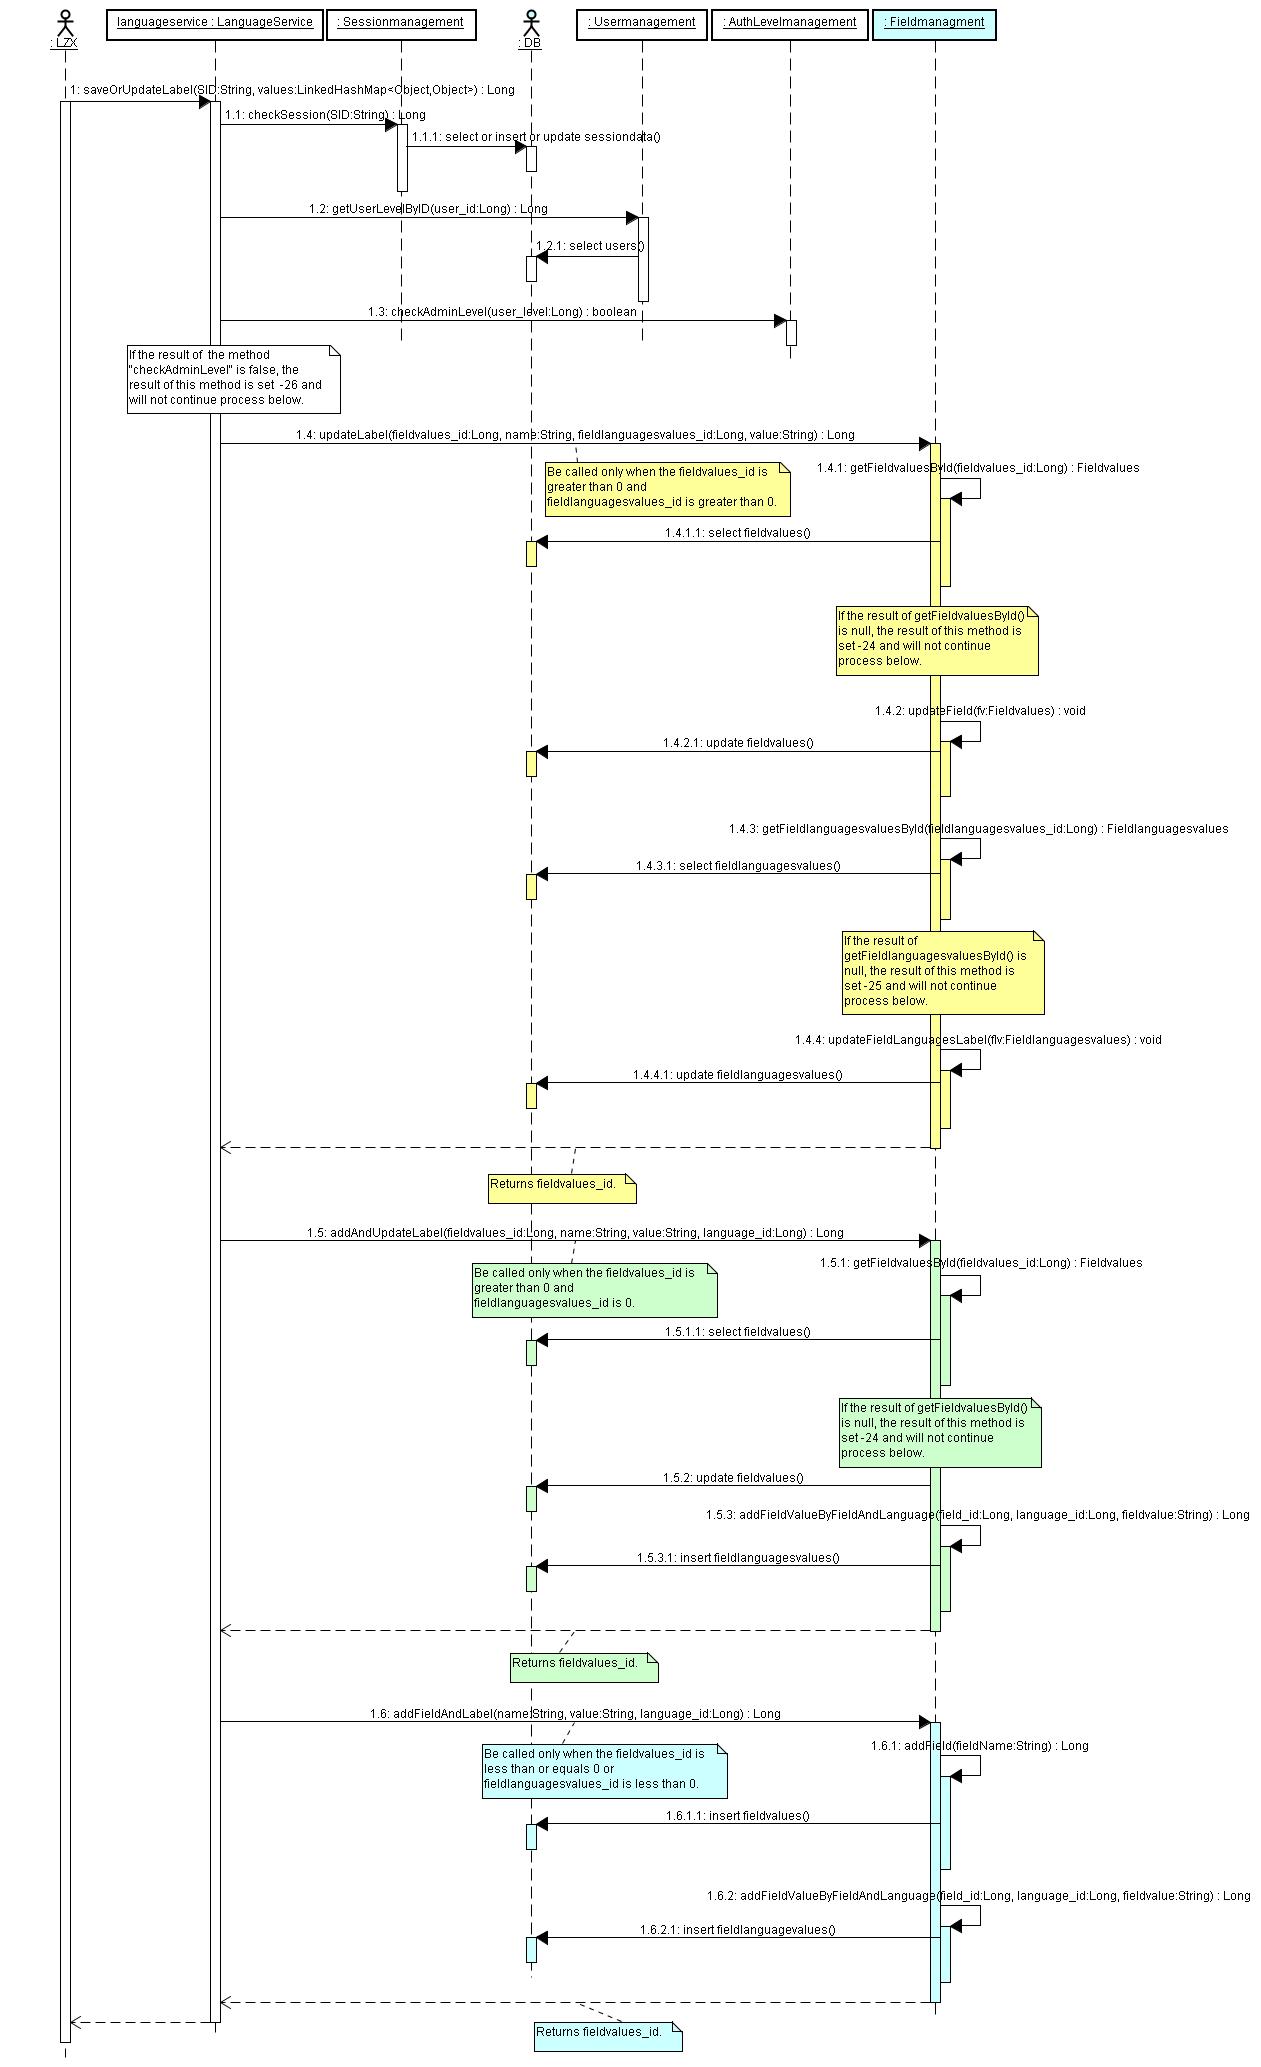 : LZX
languageservice : LanguageService
: Sessionmanagement
: DB
: Usermanagement
: AuthLevelmanagement
: Fieldmanagment
1: saveOrUpdateLabel(SID:String, values:LinkedHashMap<Object,Object>) : Long
1.1: checkSession(SID:String) : Long
1.1.1: select or insert or update sessiondata()
1.2: getUserLevelByID(user_id:Long) : Long
1.2.1: select users()
1.3: checkAdminLevel(user_level:Long) : boolean
If the result of the method
"checkAdminLevel" is false, the
result of this method is set -26 and
will not continue process below.
1.4: updateLabel(fieldvalues_id:Long, name:String, fieldlanguagesvalues_id:Long, value:String) : Long
Be called only when the fieldvalues_id is
greater than 0 and
fieldlanguagesvalues_id is greater than 0.
1.4.1: getFieldvaluesById(fieldvalues_id:Long) : Fieldvalues
1.4.1.1: select fieldvalues()
If the result of getFieldvaluesById()
is null, the result of this method is
set -24 and will not continue
process below.
1.4.2: updateField(fv:Fieldvalues) : void
1.4.2.1: update fieldvalues()
1.4.3: getFieldlanguagesvaluesById(fieldlanguagesvalues_id:Long) : Fieldlanguagesvalues
1.4.3.1: select fieldlanguagesvalues()
If the result of
getFieldlanguagesvaluesById() is
null, the result of this method is
set -25 and will not continue
process below.
1.4.4: updateFieldLanguagesLabel(flv:Fieldlanguagesvalues) : void
1.4.4.1: update fieldlanguagesvalues()
Returns fieldvalues_id.
1.5: addAndUpdateLabel(fieldvalues_id:Long, name:String, value:String, language_id:Long) : Long
Be called only when the fieldvalues_id is
greater than 0 and
fieldlanguagesvalues_id is 0.
1.5.1: getFieldvaluesById(fieldvalues_id:Long) : Fieldvalues
1.5.1.1: select fieldvalues()
If the result of getFieldvaluesById()
is null, the result of this method is
set -24 and will not continue
process below.
1.5.2: update fieldvalues()
1.5.3: addFieldValueByFieldAndLanguage(field_id:Long, language_id:Long, fieldvalue:String) : Long
1.5.3.1: insert fieldlanguagesvalues()
Returns fieldvalues_id.
1.6: addFieldAndLabel(name:String, value:String, language_id:Long) : Long
Be called only when the fieldvalues_id is
less than or equals 0 or
fieldlanguagesvalues_id is less than 0.
1.6.1: addField(fieldName:String) : Long
1.6.1.1: insert fieldvalues()
1.6.2: addFieldValueByFieldAndLanguage(field_id:Long, language_id:Long, fieldvalue:String) : Long
1.6.2.1: insert fieldlanguagevalues()
Returns fieldvalues_id.